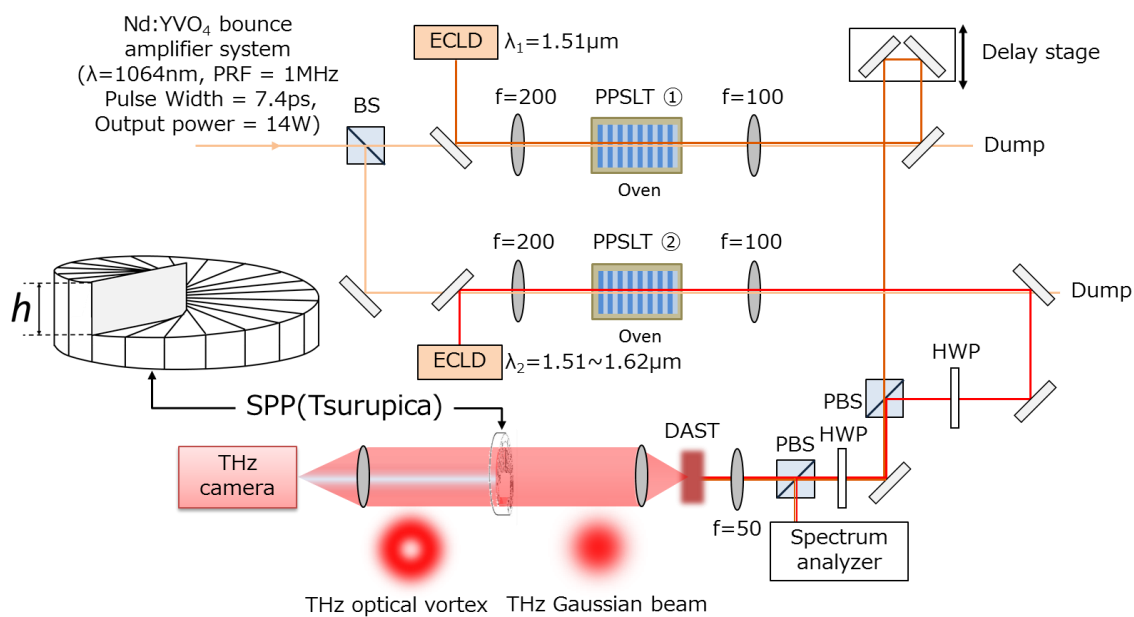 Nd:YVO₄ bounce
amplifier system
(λ=1064nm, PRF = 1MHz
Pulse Width = 7.4ps,
Output power = 14W)
BS
ECLD
λ₁=1.51μm
f=200
PPSLT ①
Oven
f=100
Delay stage
Dump
f=200
PPSLT ②
Oven
f=100
Dump
ECLD
λ₂=1.51~1.62μm
HWP
PBS
h
SPP(Tsurupica)
THz
camera
DAST
PBS
HWP
f=50
Spectrum
analyzer
THz optical vortex
THz Gaussian beam